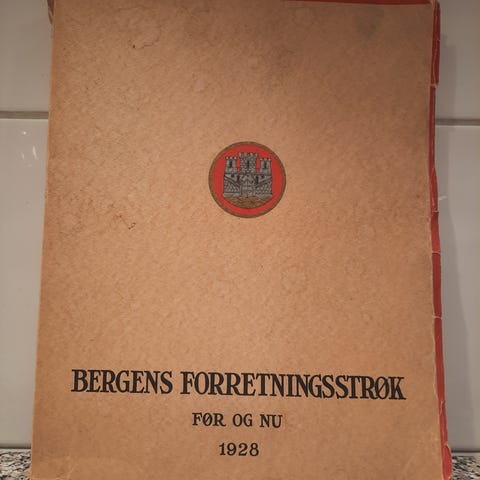 BERGENS FORRETNINGSSTRØK
FØR OG NU
1928